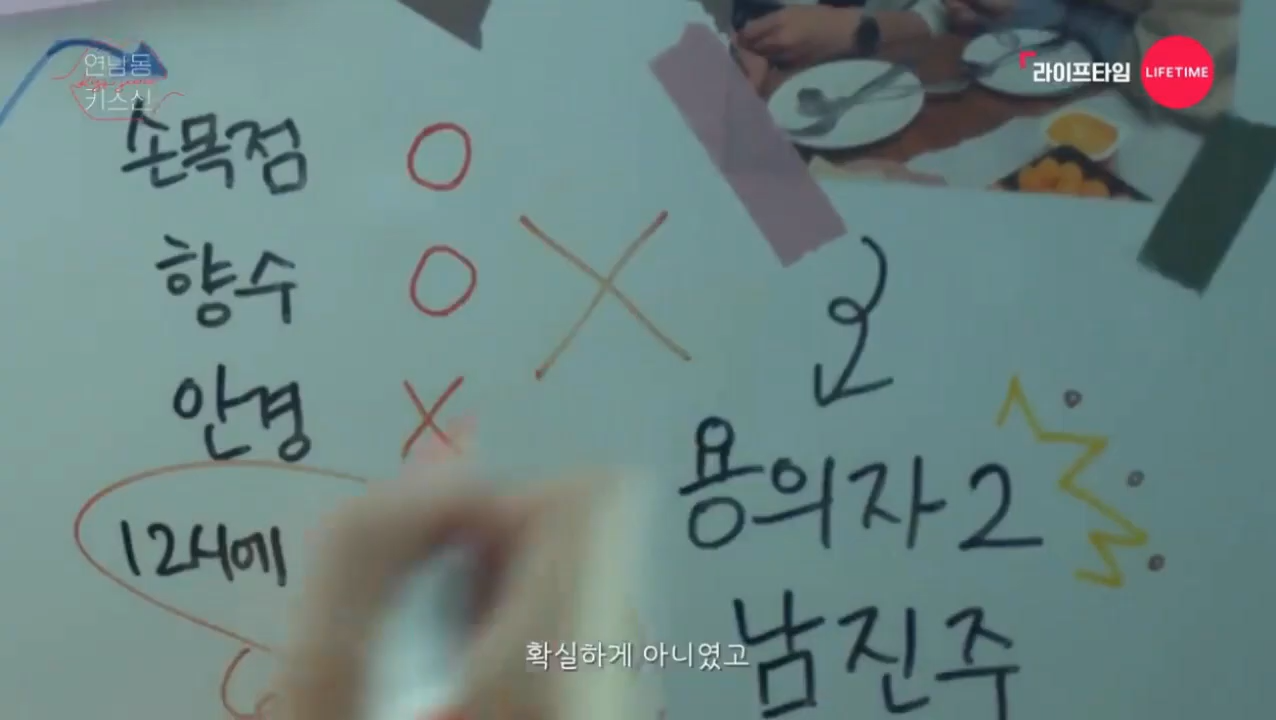 연남동
키스신
라이프타임 LIFETIME
손목점 O
향수 O
안경 X
12시에
용의자 2
남진주
확실하게 아니였고